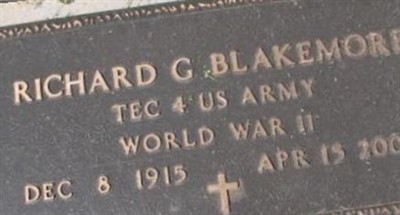 RICHARD G BLAKEMORE
TEC 4 US ARMY
WORLD WAR II
DEC 8 1915 APR 15